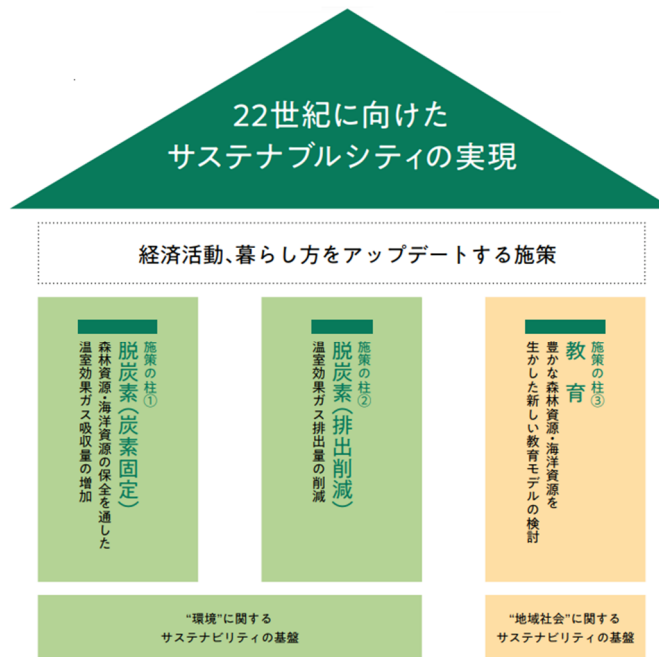 22世紀に向けた
サステナブルシティの実現
経済活動、暮らし方をアップデートする施策
施策の柱①
脱炭素(炭素固定)
森林資源・海洋資源の保全を通した
温室効果ガス吸収量の増加
施策の柱②
脱炭素(排出削減)
温室効果ガス排出量の削減
施策の柱③
教育
豊かな森林資源・海洋資源を
生かした新しい教育モデルの検討
“環境”に関する
サステナビリティの基盤
“地域社会”に関する
サステナビリティの基盤